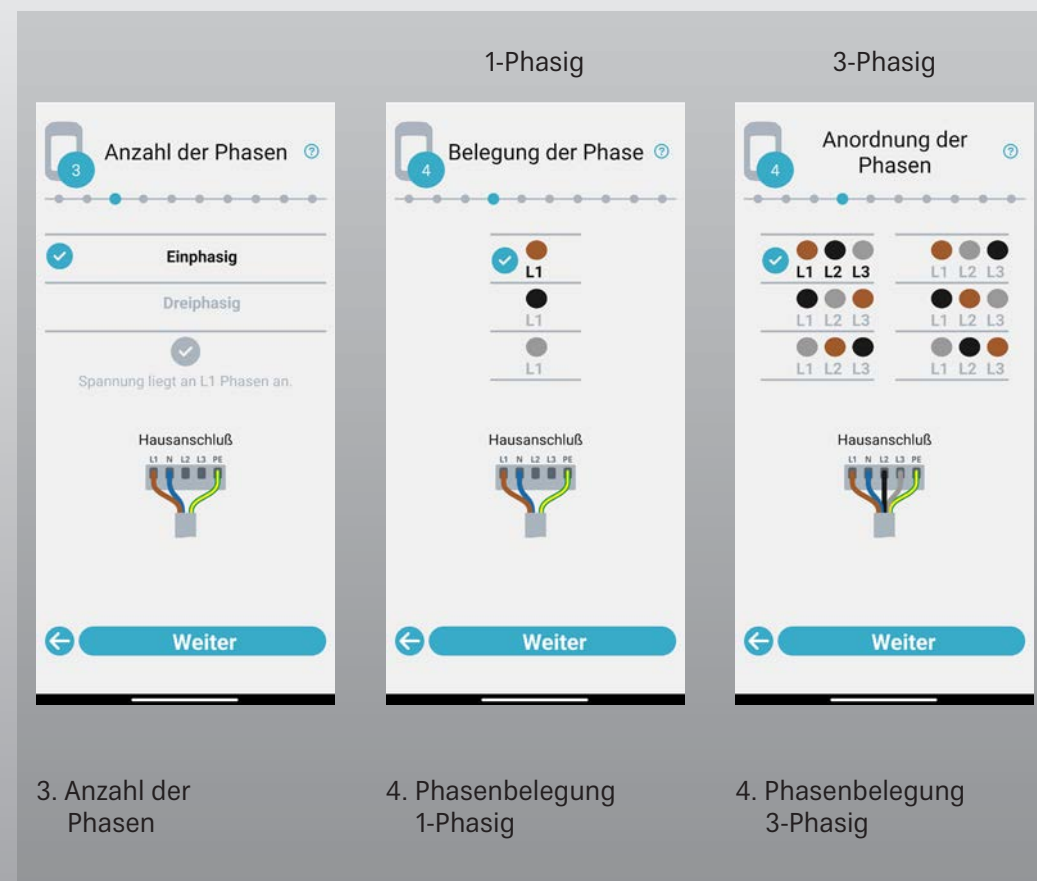 1-Phasig
3-Phasig
3
Anzahl der Phasen ?
Einphasig
Dreiphasig
Spannung liegt an L1 Phasen an.
Hausanschluß
L1 N L2 L3 PE
Weiter
4
Belegung der Phase ?
L1
L1
L1
Hausanschluß
L1 N L2 L3 PE
Weiter
4
Anordnung der
Phasen ?
L1 L2 L3
L1 L2 L3
L1 L2 L3
L1 L2 L3
L1 L2 L3
L1 L2 L3
Hausanschluß
L1 N L2 L3 PE
Weiter
3. Anzahl der
Phasen
4. Phasenbelegung
1-Phasig
4. Phasenbelegung
3-Phasig